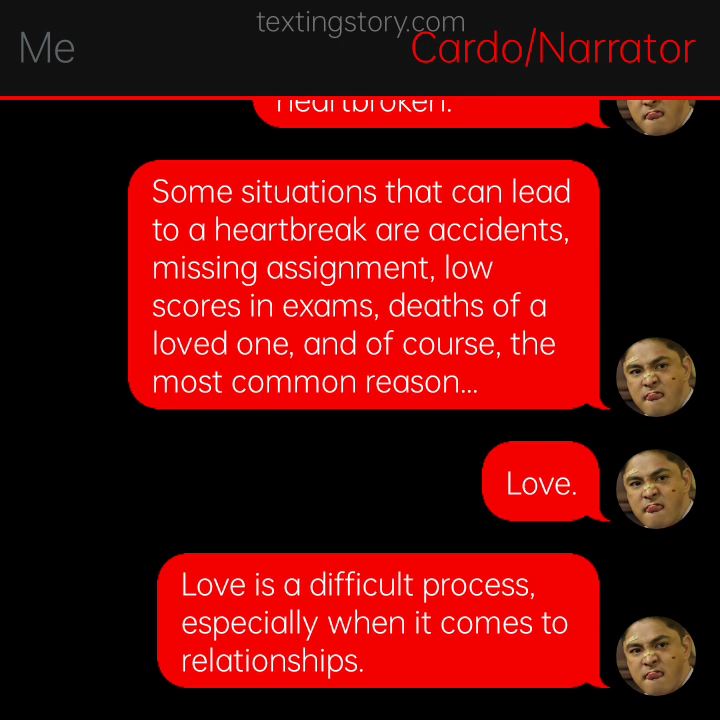 textingstory.com
Me
Cardo/Narrator
heartbroken.
Some situations that can lead
to a heartbreak are accidents,
missing assignment, low
scores in exams, deaths of a
loved one, and of course, the
most common reason...
Love.
Love is a difficult process,
especially when it comes to
relationships.